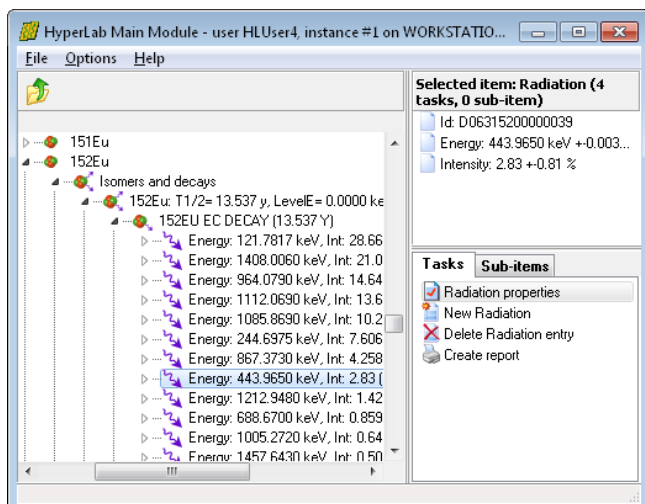 HyperLab Main Module - user HLUser4, instance #1 on WORKSTATIO...
File Options Help
151Eu
152Eu
Isomers and decays
152Eu: T1/2= 13.537 y, LevelE= 0.0000 ke
152EU EC DECAY (13.537 Y)
Energy: 121.7817 keV, Int: 28.66
Energy: 1408.0060 keV, Int: 21.0
Energy: 964.0790 keV, Int: 14.64
Energy: 1112.0690 keV, Int: 13.6
Energy: 1085.8690 keV, Int: 10.2
Energy: 244.6975 keV, Int: 7.606
Energy: 867.3730 keV, Int: 4.258
Energy: 443.9650 keV, Int: 2.83 (
Energy: 1212.9480 keV, Int: 1.42
Energy: 688.6700 keV, Int: 0.859
Energy: 1005.2720 keV, Int: 0.64
Energy: 1457.6430 keV, Int: 0.50
Selected item: Radiation (4
tasks, 0 sub-item)
Id: D06315200000039
Energy: 443.9650 keV +-0.003...
Intensity: 2.83 +-0.81 %
Tasks Sub-items
Radiation properties
New Radiation
Delete Radiation entry
Create report